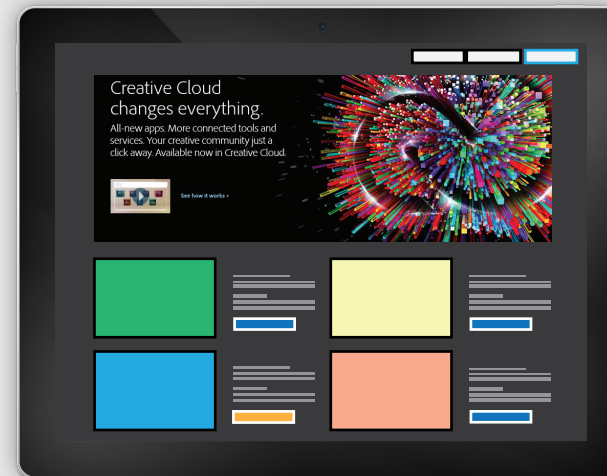 Creative Cloud
changes everything.
All-new apps. More connected tools and
services. Your creative community just a
click away. Available now in Creative Cloud.
See how it works ›